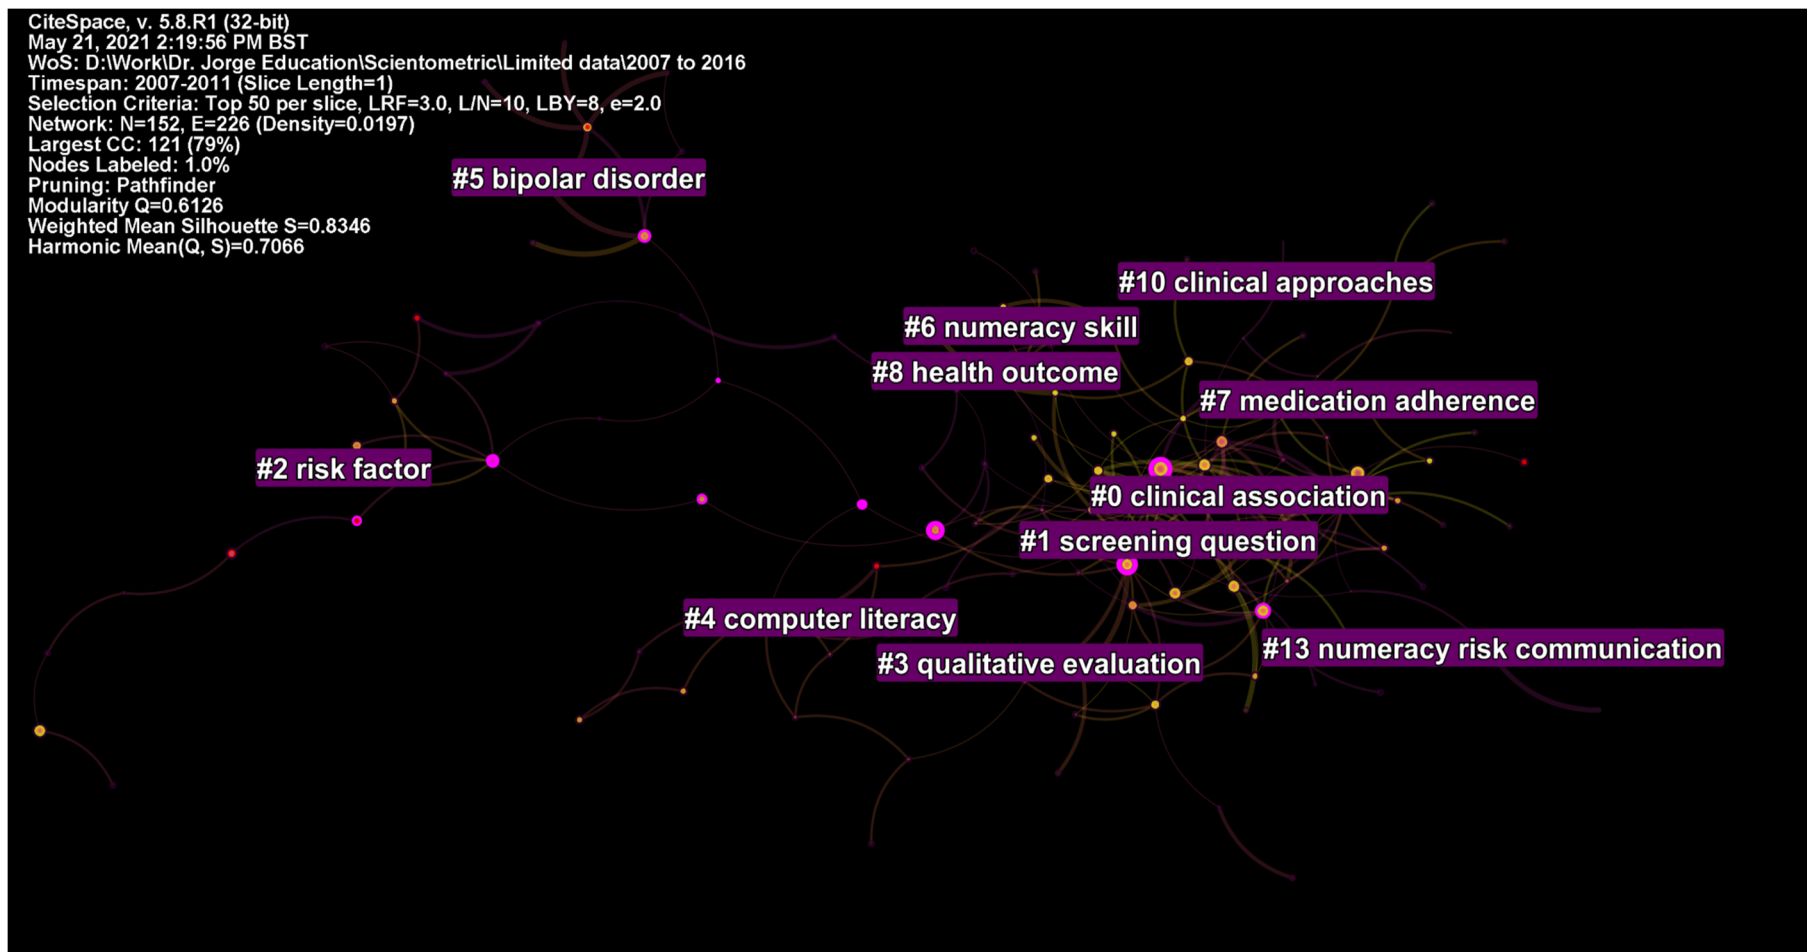 CiteSpace, v. 5.8.R1 (32-bit)
May 21, 2021 2:19:56 PM BST
WoS: D:\Work\Dr. Jorge Education\Scientometric\Limited data\2007 to 2016
Timespan: 2007-2011 (Slice Length=1)
Selection Criteria: Top 50 per slice, LRF=3.0, L/N=10, LBY=8, e=2.0
Network: N=152, E=226 (Density=0.0197)
Largest CC: 121 (79%)
Nodes Labeled: 1.0%
Pruning: Pathfinder
Modularity Q=0.6126
Weighted Mean Silhouette S=0.8346
Harmonic Mean(Q, S)=0.7066
#5 bipolar disorder
#10 clinical approaches
#6 numeracy skill
#8 health outcome
#7 medication adherence
#2 risk factor
#0 clinical association
#1 screening question
#4 computer literacy
#13 numeracy risk communication
#3 qualitative evaluation